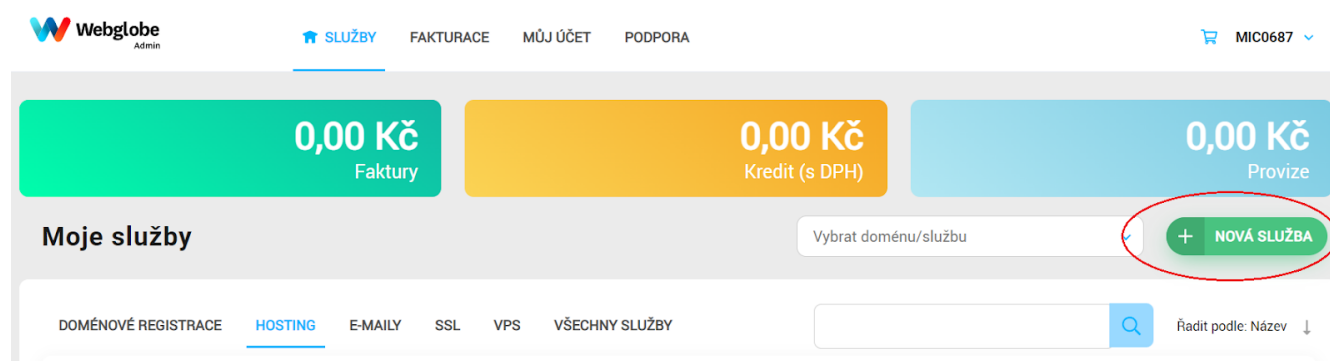 Webglobe
Admin
SLUŽBY FAKTURACE MŮJ ÚČET PODPORA MIC0687
0,00 Kč 0,00 Kč 0,00 Kč
Faktury Kredit (s DPH) Provize
Moje služby Vybrat doménu/službu + NOVÁ SLUŽBA
DOMÉNOVÉ REGISTRACE HOSTING E-MAILY SSL VPS VŠECHNY SLUŽBY Řadit podle: Název ↓